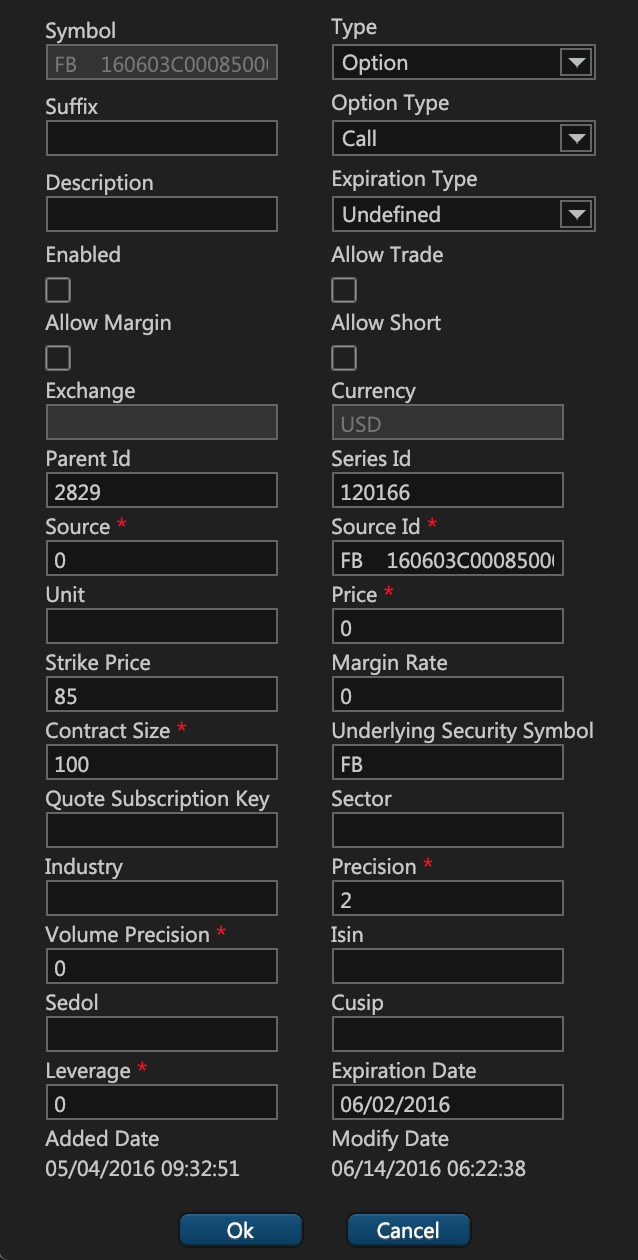 Symbol
FB 160603C00085000
Type
Option
Suffix
Option Type
Call
Description
Expiration Type
Undefined
Enabled
Allow Trade
Allow Margin
Allow Short
Exchange
Currency
USD
Parent Id
2829
Series Id
120166
Source *
0
Source Id *
FB 160603C00085000
Unit
Price *
0
Strike Price
85
Margin Rate
0
Contract Size *
100
Underlying Security Symbol
FB
Quote Subscription Key
Sector
Industry
Precision *
2
Volume Precision *
0
Isin
Sedol
Cusip
Leverage *
0
Expiration Date
06/02/2016
Added Date
05/04/2016 09:32:51
Modify Date
06/14/2016 06:22:38
Ok
Cancel